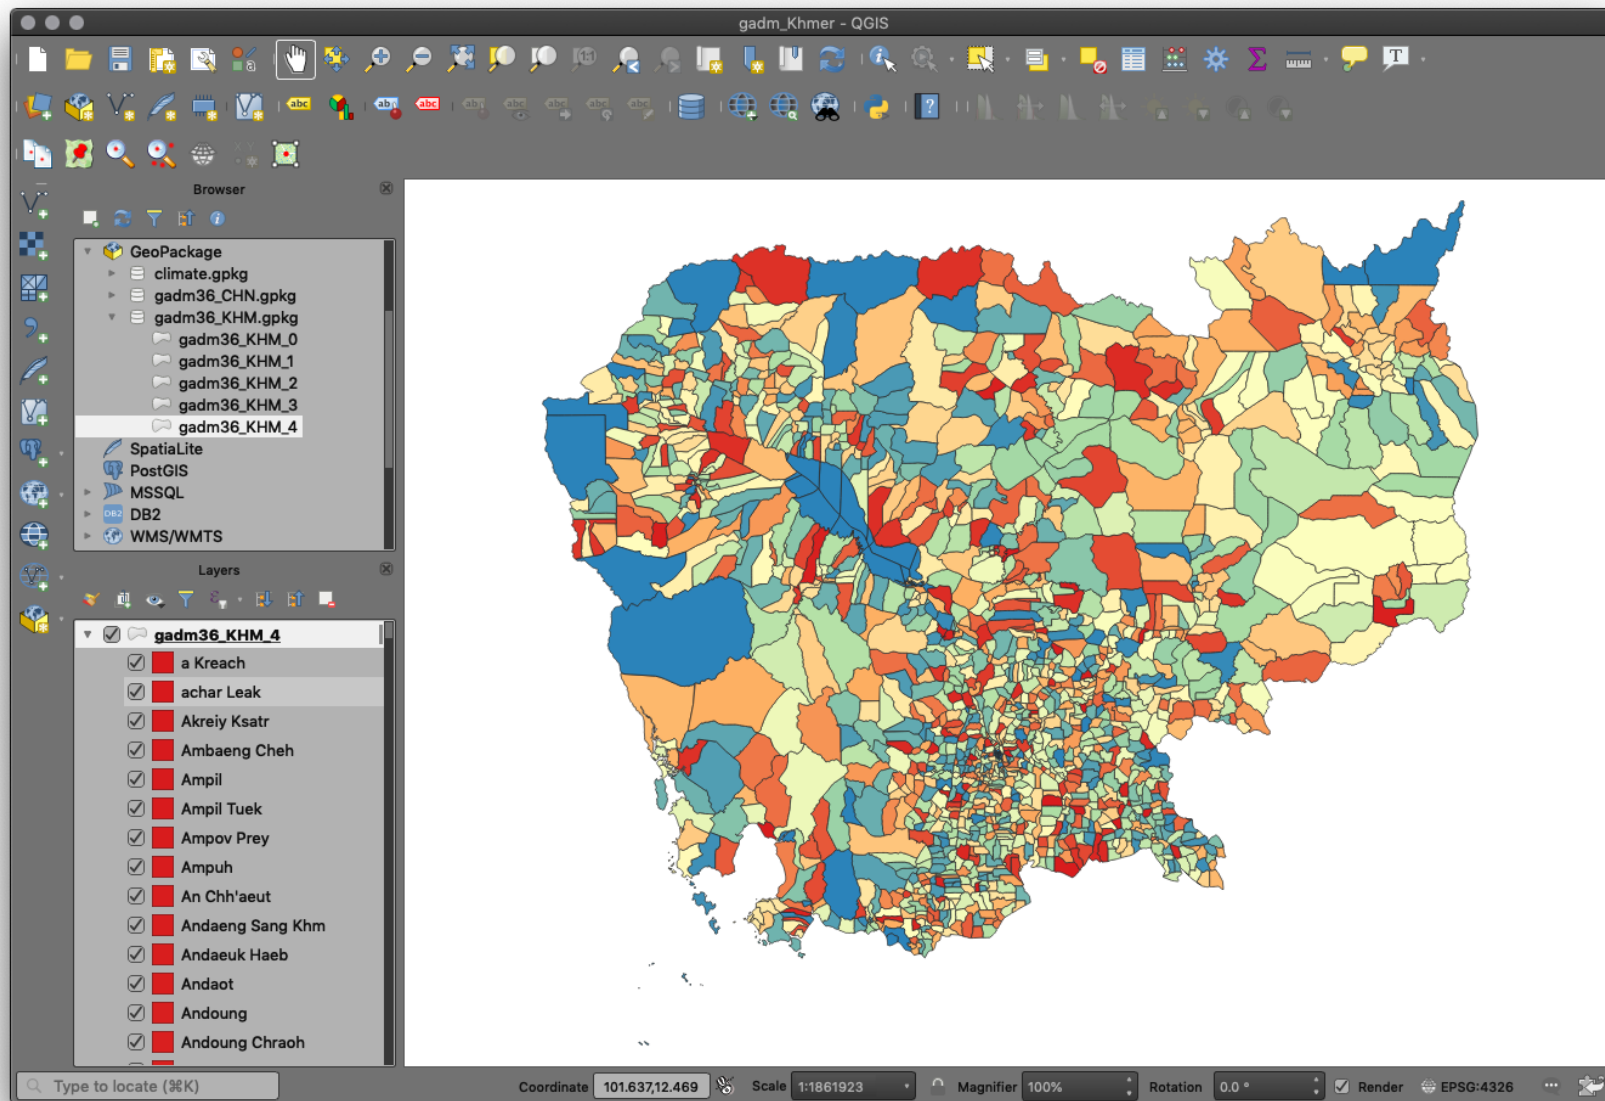 gadm_Khmer - QGIS
Browser
GeoPackage
climate.gpkg
gadm36_CHN.gpkg
gadm36_KHM.gpkg
gadm36_KHM_0
gadm36_KHM_1
gadm36_KHM_2
gadm36_KHM_3
gadm36_KHM_4
SpatiaLite
PostGIS
MSSQL
DB2
WMS/WMTS
Layers
gadm36_KHM_4
a Kreach
achar Leak
Akreiy Ksatr
Ambaeng Cheh
Ampil
Ampil Tuek
Ampov Prey
Ampuh
An Chh'aeut
Andaeng Sang Khm
Andaeuk Haeb
Andaot
Andoung
Andoung Chraoh
Type to locate (⌘K)
Coordinate 101.637,12.469 Scale 1:1861923 Magnifier 100% Rotation 0.0 ° Render EPSG:4326